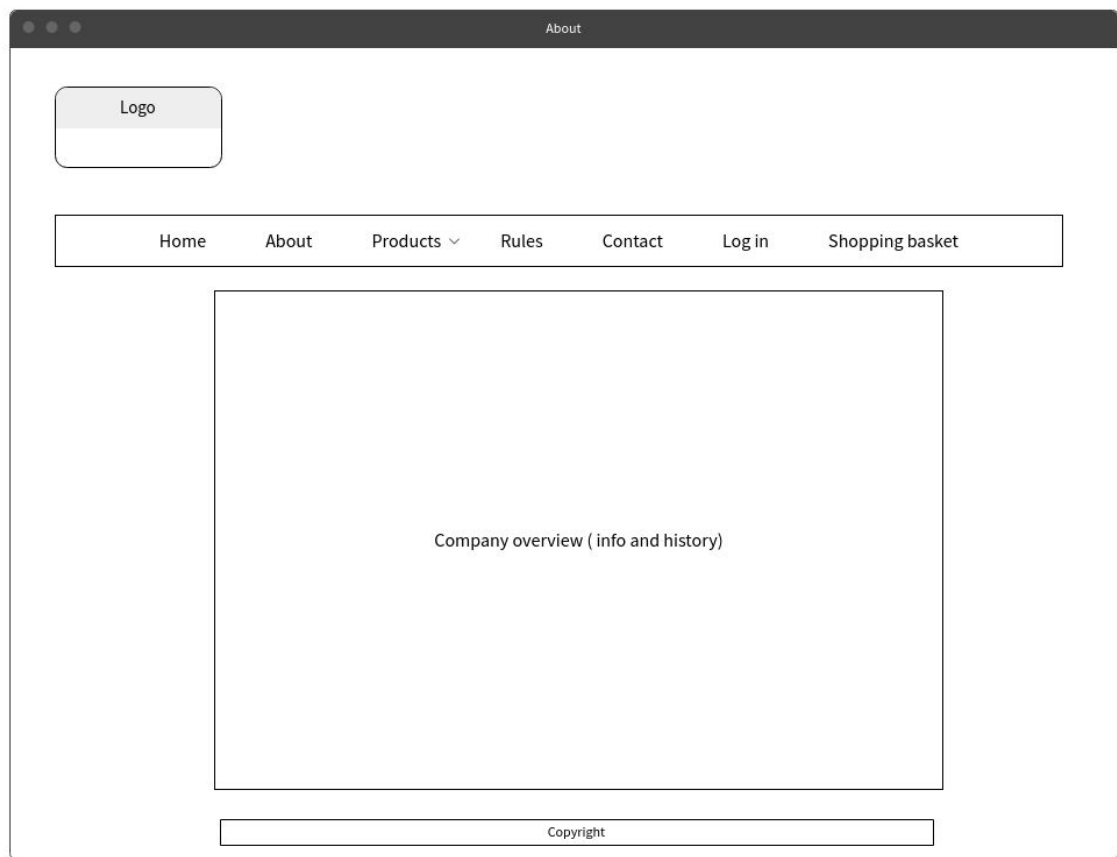 About
Logo
Home About Products Rules Contact Log in Shopping basket
Company overview ( info and history)
Copyright